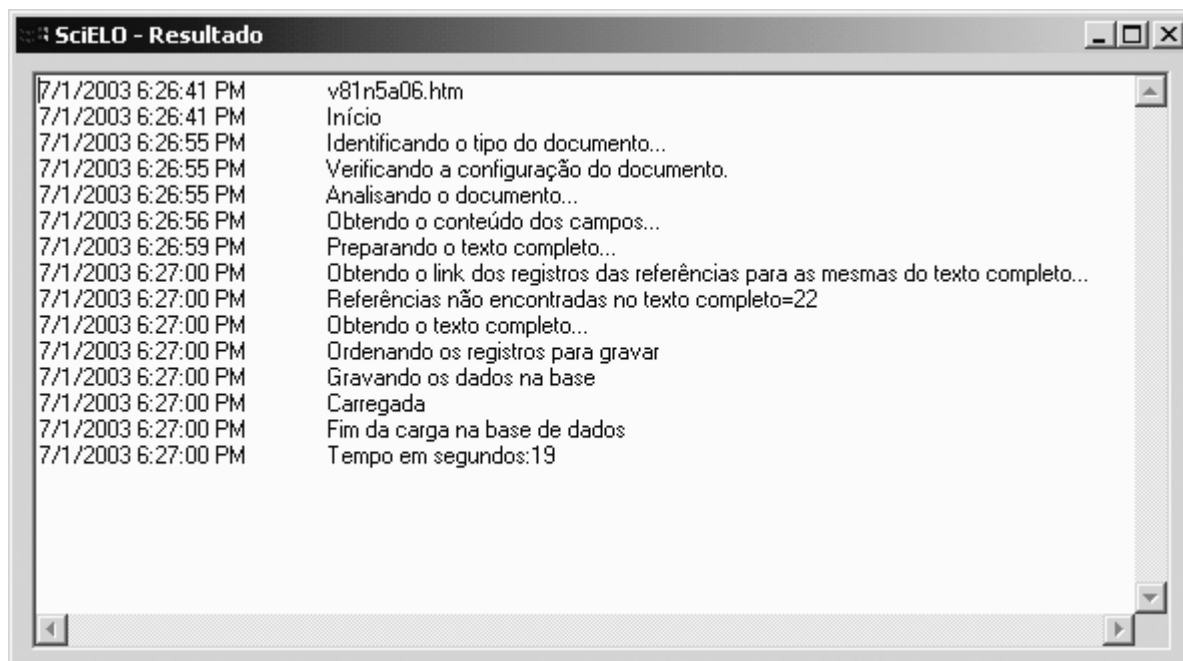 SciELO - Resultado
7/1/2003 6:26:41 PM v81n5a06.htm
7/1/2003 6:26:41 PM Início
7/1/2003 6:26:55 PM Identificando o tipo do documento...
7/1/2003 6:26:55 PM Verificando a configuração do documento.
7/1/2003 6:26:55 PM Analisando o documento...
7/1/2003 6:26:56 PM Obtendo o conteúdo dos campos...
7/1/2003 6:26:59 PM Preparando o texto completo...
7/1/2003 6:27:00 PM Obtendo o link dos registros das referências para as mesmas do texto completo...
7/1/2003 6:27:00 PM Referências não encontradas no texto completo=22
7/1/2003 6:27:00 PM Obtendo o texto completo...
7/1/2003 6:27:00 PM Ordenando os registros para gravar
7/1/2003 6:27:00 PM Gravando os dados na base
7/1/2003 6:27:00 PM Carregada
7/1/2003 6:27:00 PM Fim da carga na base de dados
7/1/2003 6:27:00 PM Tempo em segundos:19